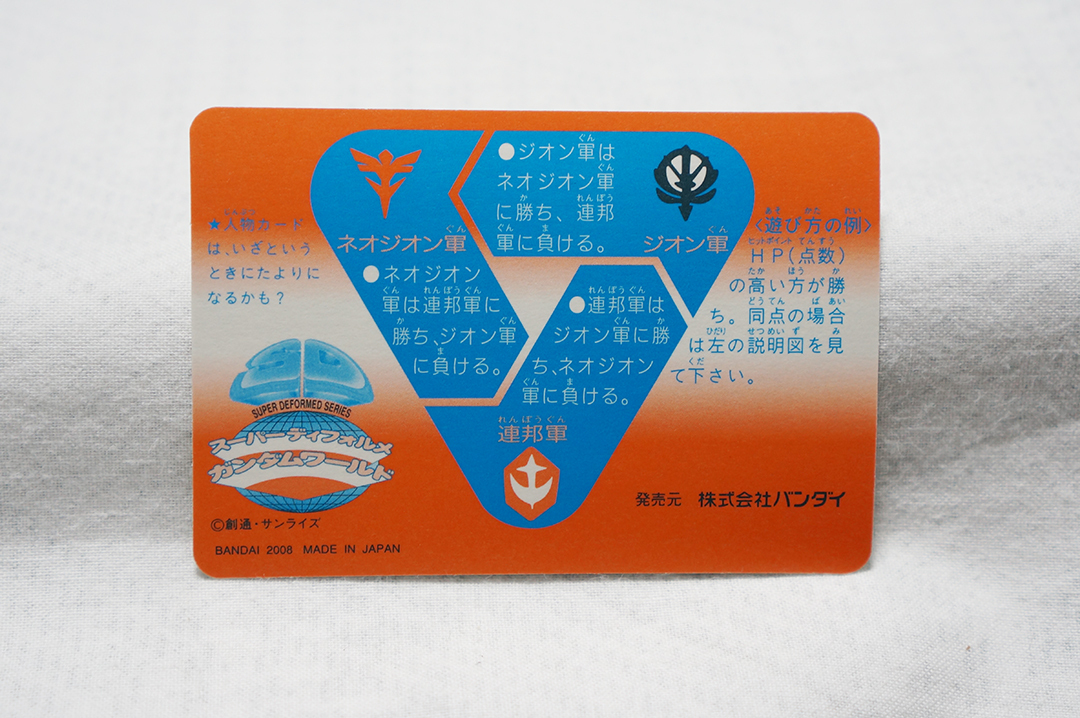 ★人物カード
は、いざという
ときにたよりに
なるかも?
ネオジオン軍
●ネオジオン
軍は連邦軍に
勝ち、ジオン軍
に負ける。
●ジオン軍は
ネオジオン軍
に勝ち、連邦
軍に負ける。
ジオン軍
●連邦軍は
ジオン軍に勝
ち、ネオジオン
軍に負ける。
連邦軍
〈遊び方の例〉
HP(点数)
の高い方が勝
ち。同点の場合
は左の説明図を見
て下さい。
SUPER DEFORMED SERIES
スーパーディフォルメ
ガンダムワールド
©創通・サンライズ
BANDAI 2008 MADE IN JAPAN
発売元 株式会社バンダイ